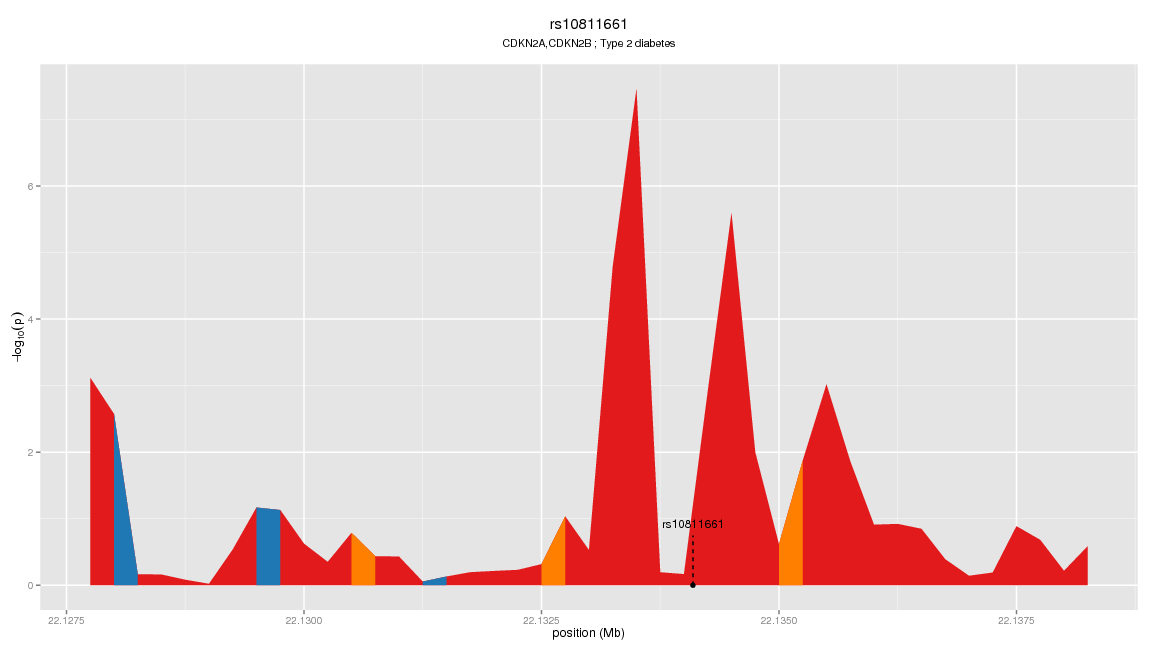 rs10811661
CDKN2A,CDKN2B ; Type 2 diabetes
−log10(p)
6
4
2
0
rs10811661
22.1275 22.1300 22.1325 22.1350 22.1375
position (Mb)